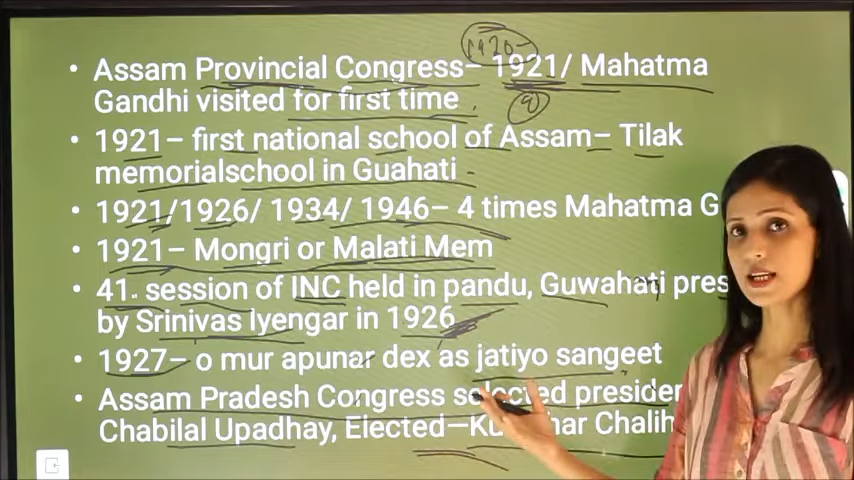 1920-
• Assam Provincial Congress– 1921/ Mahatma
Gandhi visited for first time
• 1921– first national school of Assam– Tilak
memorialschool in Guahati
• 1921/1926/ 1934/ 1946– 4 times Mahatma G
• 1921– Mongri or Malati Mem
• 41. session of INC held in pandu, Guwahati pres
by Srinivas Iyengar in 1926
• 1927– o mur apunar dex as jatiyo sangeet
• Assam Pradesh Congress selected presiden
Chabilal Upadhay, Elected– Chalih